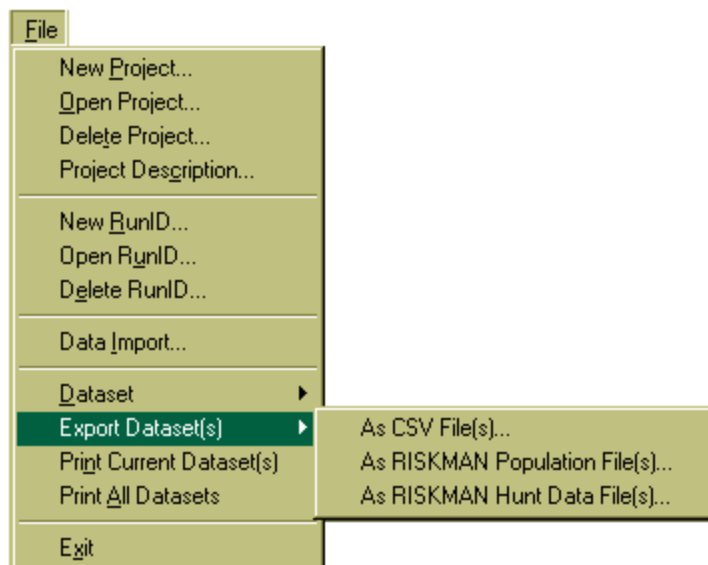 File
New Project...
Open Project...
Delete Project...
Project Description...
New RunID...
Open RunID...
Delete RunID...
Data Import...
Dataset
Export Dataset(s)
As CSV File(s)...
Print Current Dataset(s)
As RISKMAN Population File(s)...
Print All Datasets
As RISKMAN Hunt Data File(s)...
Exit